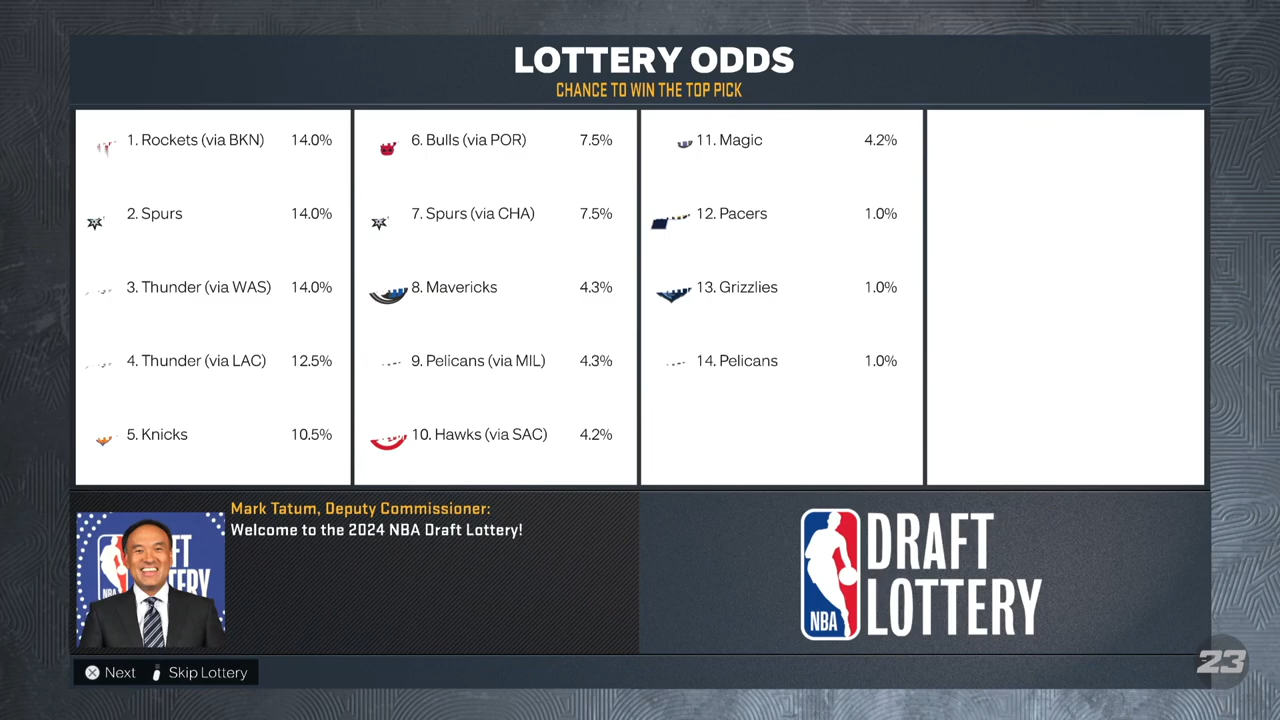 LOTTERY ODDS
CHANCE TO WIN THE TOP PICK
1. Rockets (via BKN) 14.0%
2. Spurs 14.0%
3. Thunder (via WAS) 14.0%
4. Thunder (via LAC) 12.5%
5. Knicks 10.5%
6. Bulls (via POR) 7.5%
7. Spurs (via CHA) 7.5%
8. Mavericks 4.3%
9. Pelicans (via MIL) 4.3%
10. Hawks (via SAC) 4.2%
11. Magic 4.2%
12. Pacers 1.0%
13. Grizzlies 1.0%
14. Pelicans 1.0%
Mark Tatum, Deputy Commissioner:
Welcome to the 2024 NBA Draft Lottery!
NBA
DRAFT
LOTTERY
Next Skip Lottery
23